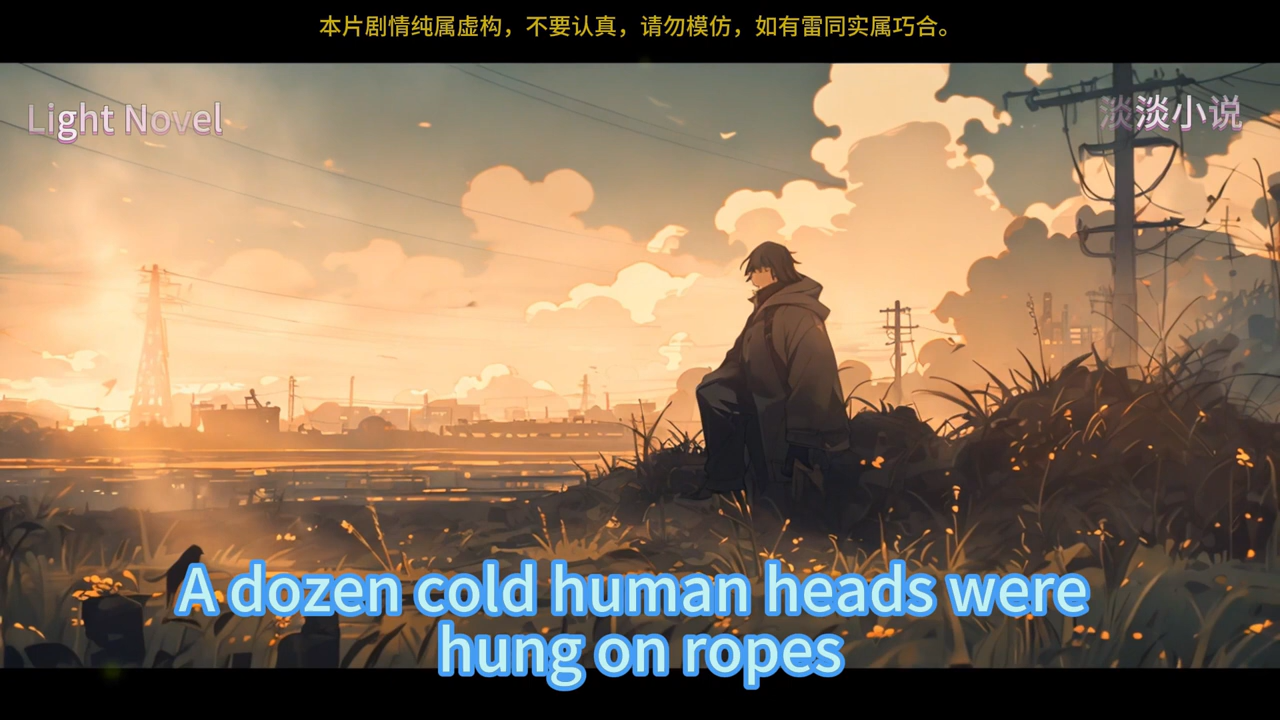 本片剧情纯属虚构，不要认真，请勿模仿，如有雷同实属巧合。
Light Novel
淡淡小说
A dozen cold human heads were
hung on ropes